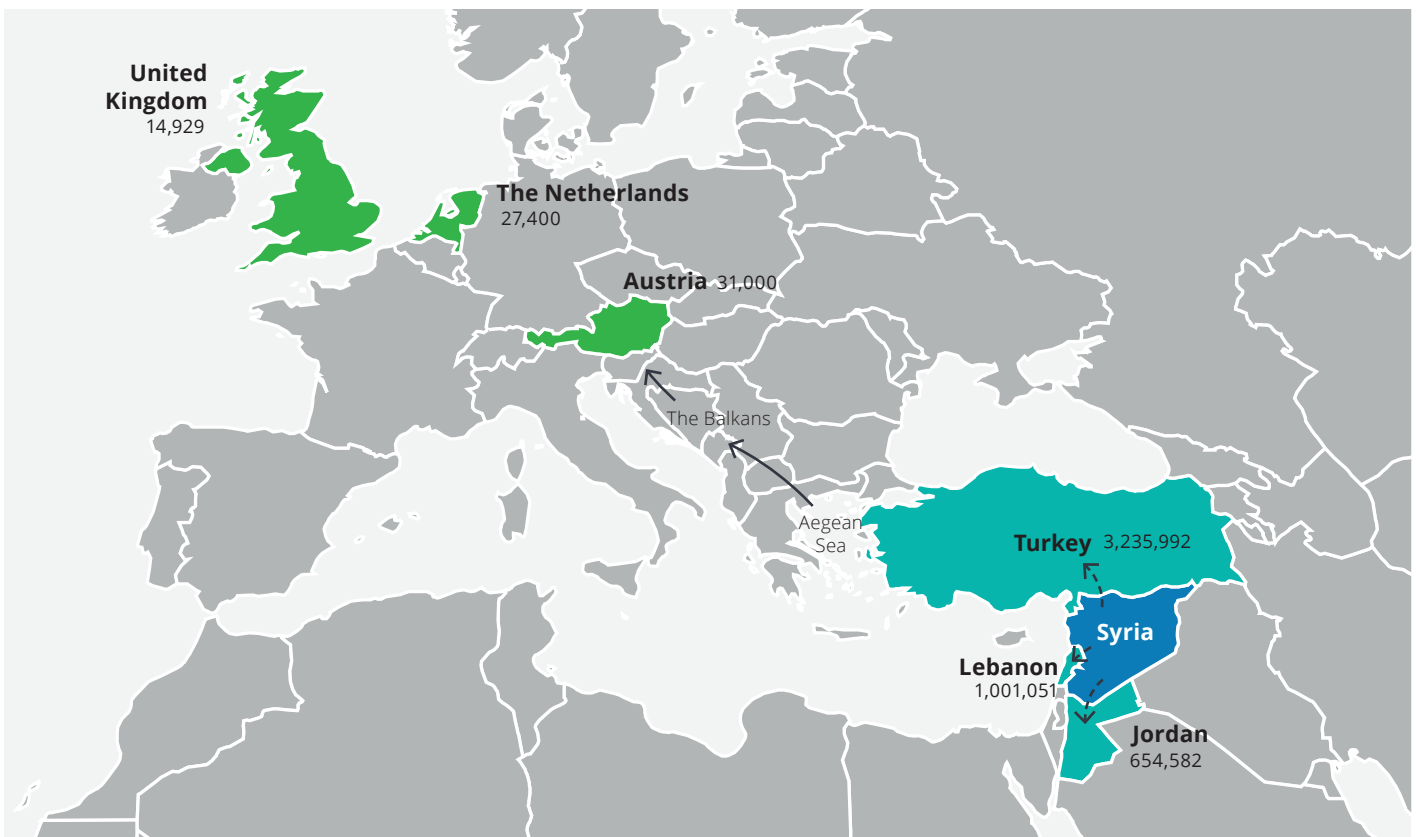 United
Kingdom
14,929
The Netherlands
27,400
Austria 31,000
The Balkans
Aegean
Sea
Turkey 3,235,992
Syria
Lebanon
1,001,051
Jordan
654,582